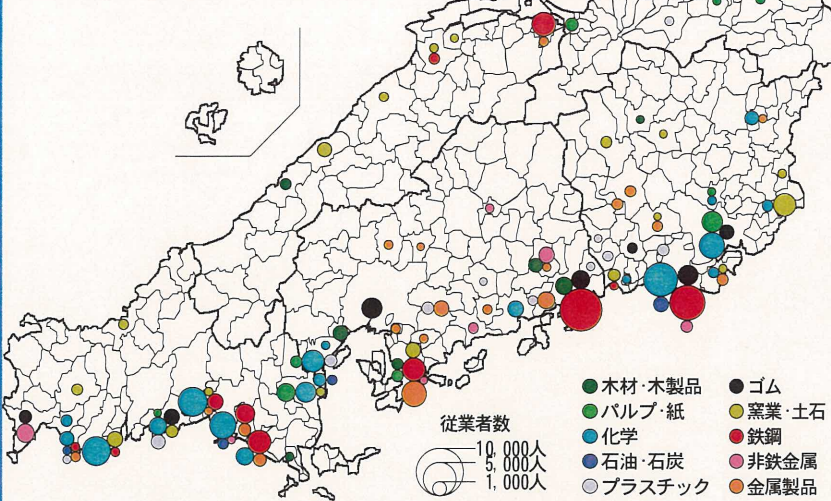 従業者数
10,000人
5,000人
1,000人
木材・木製品
パルプ・紙
化学
石油・石炭
プラスチック
ゴム
窯業・土石
鉄鋼
非鉄金属
金属製品